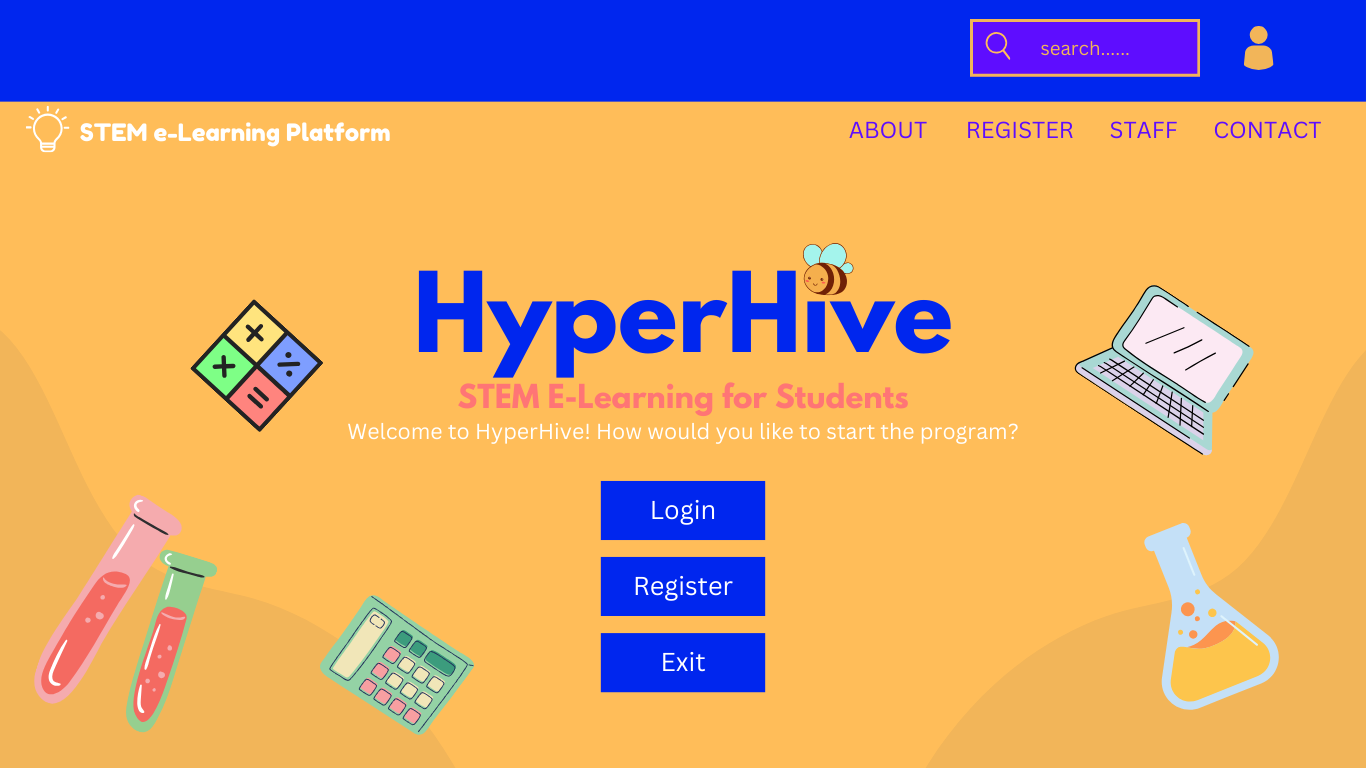 search......
STEM e-Learning Platform
ABOUT REGISTER STAFF CONTACT
HyperHive
STEM E-Learning for Students
Welcome to HyperHive! How would you like to start the program?
Login
Register
Exit